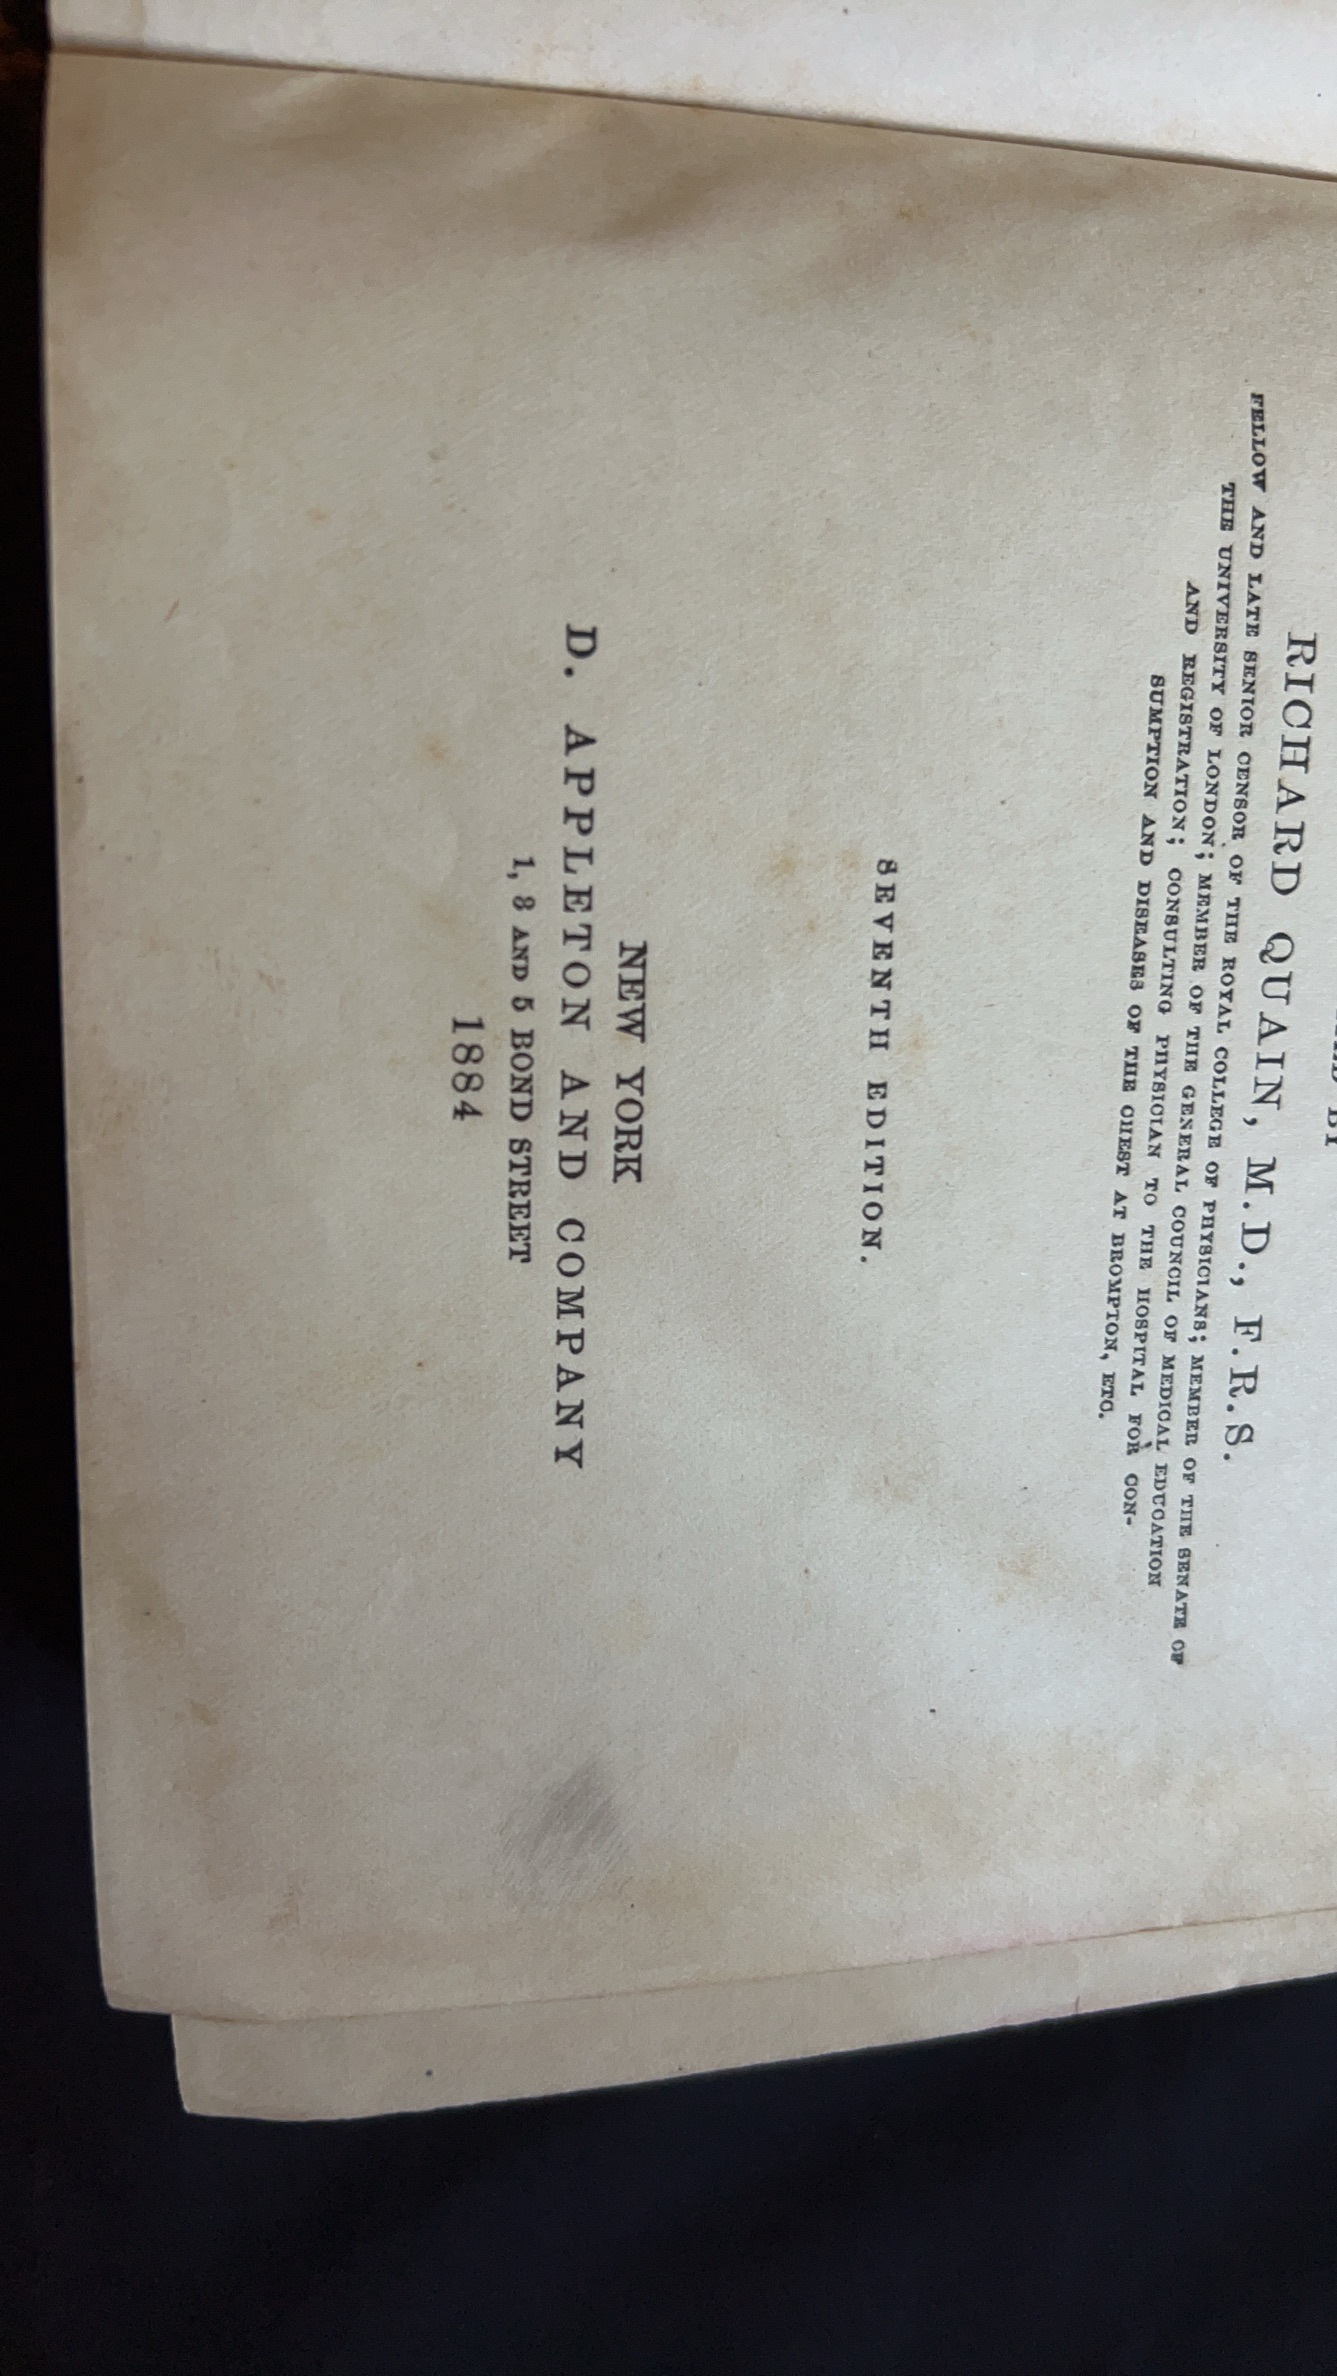 BY
RICHARD QUAIN, M.D., F.R.S.
FELLOW AND LATE SENIOR CENSOR OF THE ROYAL COLLEGE OF PHYSICIANS; MEMBER OF THE SENATE OF
THE UNIVERSITY OF LONDON; MEMBER OF THE GENERAL COUNCIL OF MEDICAL EDUCATION
AND REGISTRATION; CONSULTING PHYSICIAN TO THE HOSPITAL FOR CON-
SUMPTION AND DISEASES OF THE CHEST AT BROMPTON, ETC.
SEVENTH EDITION.
NEW YORK
D. APPLETON AND COMPANY
1, 3 AND 5 BOND STREET
1884